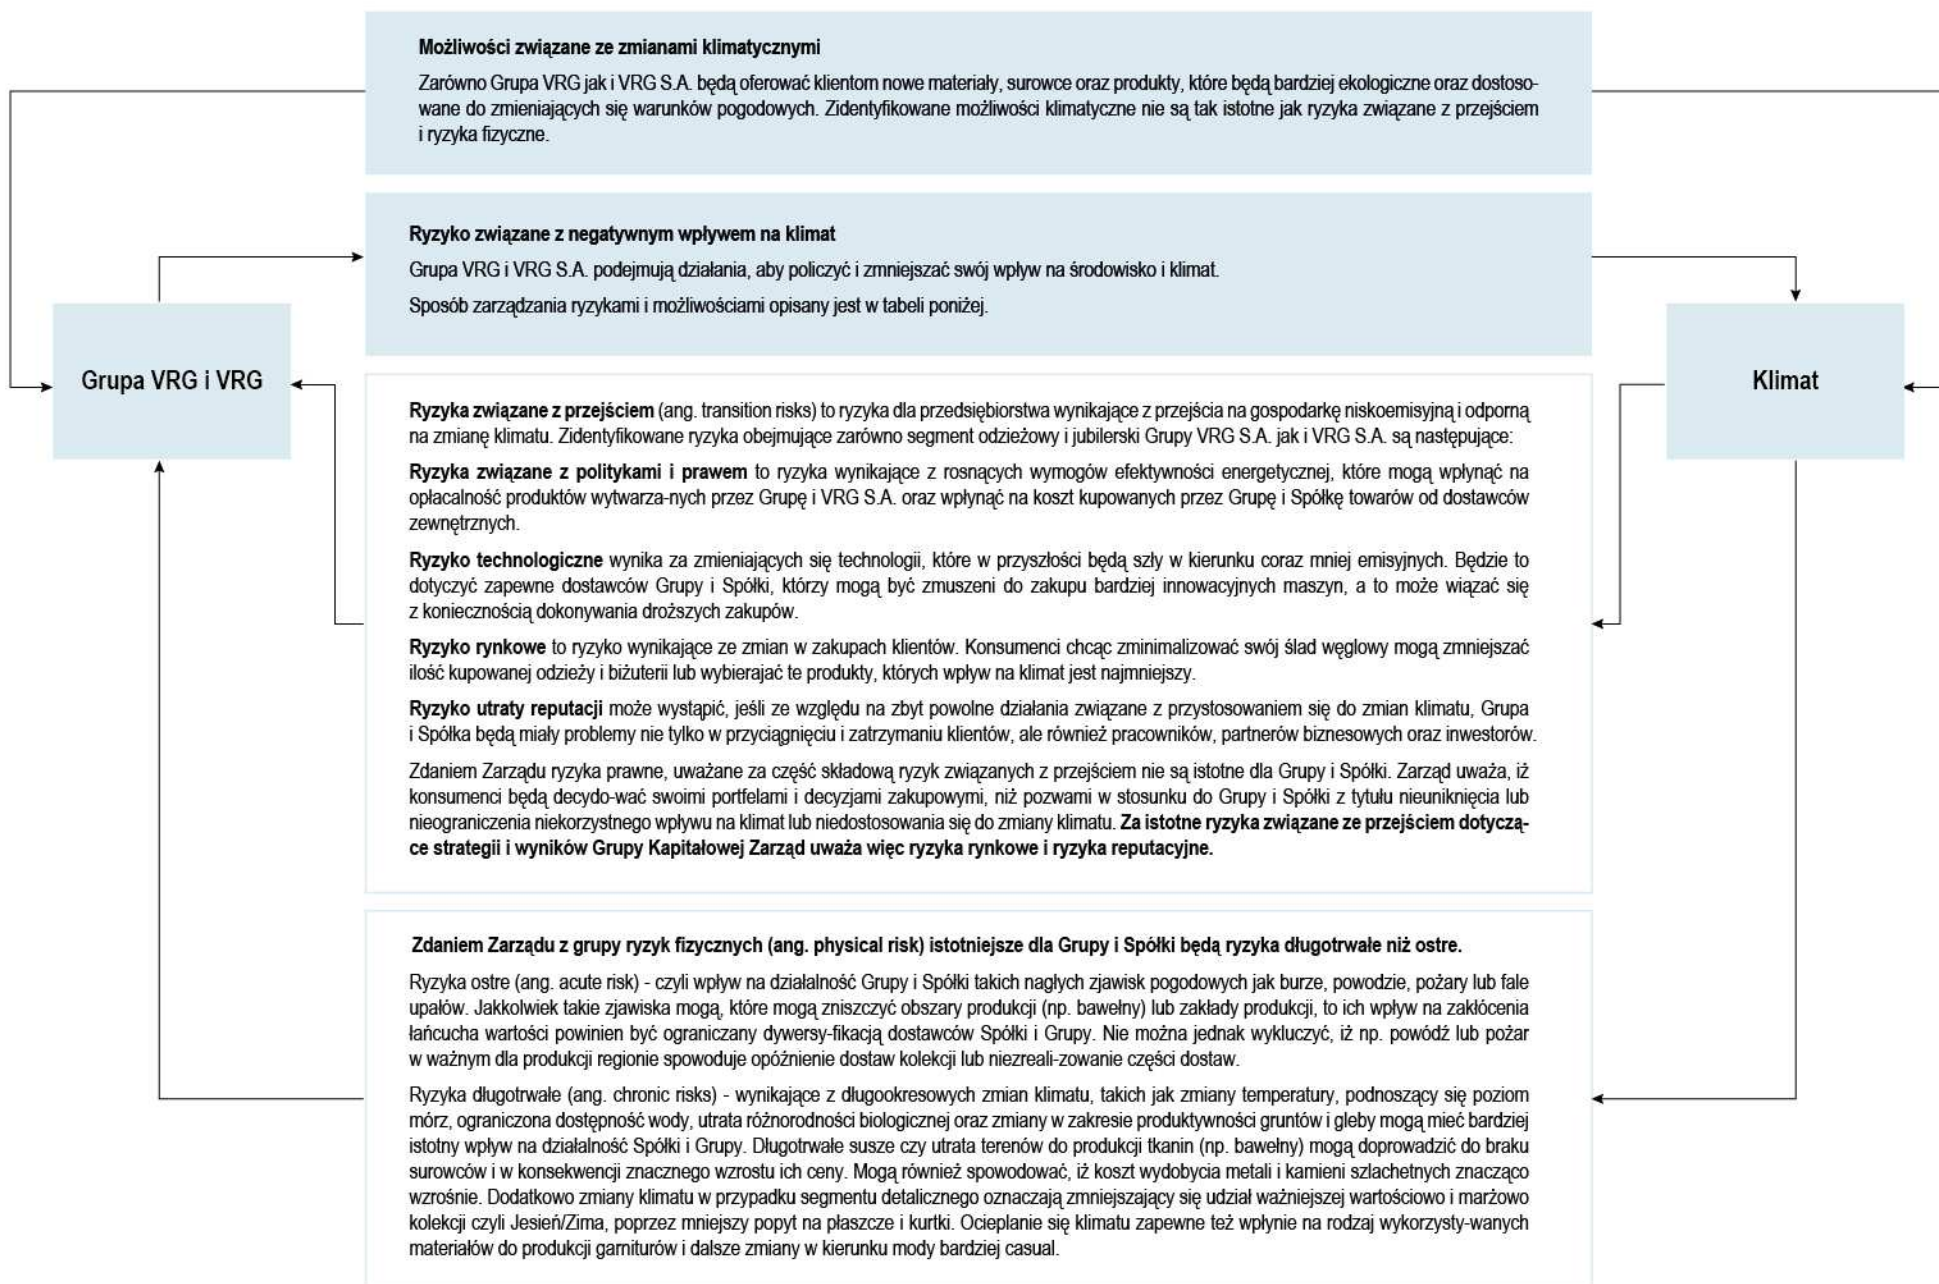 Możliwości związane ze zmianami klimatycznymi
Zarówno Grupa VRG jak i VRG S.A. będą oferować klientom nowe materiały, surowce oraz produkty, które będą bardziej ekologiczne oraz dostoso-
wane do zmieniających się warunków pogodowych. Zidentyfikowane możliwości klimatyczne nie są tak istotne jak ryzyka związane z przejściem
i ryzyka fizyczne.
Ryzyko związane z negatywnym wpływem na klimat
Grupa VRG i VRG S.A. podejmują działania, aby policzyć i zmniejszać swój wpływ na środowisko i klimat.
Sposób zarządzania ryzykami i możliwościami opisany jest w tabeli poniżej.
Grupa VRG i VRG
Klimat
Ryzyka związane z przejściem (ang. transition risks) to ryzyka dla przedsiębiorstwa wynikające z przejścia na gospodarkę niskoemisyjną i odporną
na zmianę klimatu. Zidentyfikowane ryzyka obejmujące zarówno segment odzieżowy i jubilerski Grupy VRG S.A. jak i VRG S.A. są następujące:
Ryzyka związane z politykami i prawem to ryzyka wynikające z rosnących wymogów efektywności energetycznej, które mogą wpłynąć na
opłacalność produktów wytwarza-nych przez Grupę i VRG S.A. oraz wpłynąć na koszt kupowanych przez Grupę i Spółkę towarów od dostawców
zewnętrznych.
Ryzyko technologiczne wynika za zmieniających się technologii, które w przyszłości będą szły w kierunku coraz mniej emisyjnych. Będzie to
dotyczyć zapewne dostawców Grupy i Spółki, którzy mogą być zmuszeni do zakupu bardziej innowacyjnych maszyn, a to może wiązać się
z koniecznością dokonywania droższych zakupów.
Ryzyko rynkowe to ryzyko wynikające ze zmian w zakupach klientów. Konsumenci chcąc zminimalizować swój ślad węglowy mogą zmniejszać
ilość kupowanej odzieży i biżuterii lub wybierajać te produkty, których wpływ na klimat jest najmniejszy.
Ryzyko utraty reputacji może wystąpić, jeśli ze względu na zbyt powolne działania związane z przystosowaniem się do zmian klimatu, Grupa
i Spółka będą miały problemy nie tylko w przyciągnięciu i zatrzymaniu klientów, ale również pracowników, partnerów biznesowych oraz inwestorów.
Zdaniem Zarządu ryzyka prawne, uważane za część składową ryzyk związanych z przejściem nie są istotne dla Grupy i Spółki. Zarząd uważa, iż
konsumenci będą decydo-wać swoimi portfelami i decyzjami zakupowymi, niż pozwami w stosunku do Grupy i Spółki z tytułu nieuniknięcia lub
nieograniczenia niekorzystnego wpływu na klimat lub niedostosowania się do zmiany klimatu. Za istotne ryzyka związane ze przejściem dotyczą-
ce strategii i wyników Grupy Kapitałowej Zarząd uważa więc ryzyka rynkowe i ryzyka reputacyjne.
Zdaniem Zarządu z grupy ryzyk fizycznych (ang. physical risk) istotniejsze dla Grupy i Spółki będą ryzyka długotrwałe niż ostre.
Ryzyka ostre (ang. acute risk) - czyli wpływ na działalność Grupy i Spółki takich nagłych zjawisk pogodowych jak burze, powodzie, pożary lub fale
upałów. Jakkolwiek takie zjawiska mogą, które mogą zniszczyć obszary produkcji (np. bawełny) lub zakłady produkcji, to ich wpływ na zakłócenia
łańcucha wartości powinien być ograniczany dywersy-fikacją dostawców Spółki i Grupy. Nie można jednak wykluczyć, iż np. powódź lub pożar
w ważnym dla produkcji regionie spowoduje opóźnienie dostaw kolekcji lub niezreali-zowanie części dostaw.
Ryzyka długotrwałe (ang. chronic risks) - wynikające z długookresowych zmian klimatu, takich jak zmiany temperatury, podnoszący się poziom
mórz, ograniczona dostępność wody, utrata różnorodności biologicznej oraz zmiany w zakresie produktywności gruntów i gleby mogą mieć bardziej
istotny wpływ na działalność Spółki i Grupy. Długotrwałe susze czy utrata terenów do produkcji tkanin (np. bawełny) mogą doprowadzić do braku
surowców i w konsekwencji znacznego wzrostu ich ceny. Mogą również spowodować, iż koszt wydobycia metali i kamieni szlachetnych znacząco
wzrośnie. Dodatkowo zmiany klimatu w przypadku segmentu detalicznego oznaczają zmniejszający się udział ważniejszej wartościowo i marżowo
kolekcji czyli Jesień/Zima, poprzez mniejszy popyt na płaszcze i kurtki. Ocieplanie się klimatu zapewne też wpłynie na rodzaj wykorzysty-wanych
materiałów do produkcji garniturów i dalsze zmiany w kierunku mody bardziej casual.